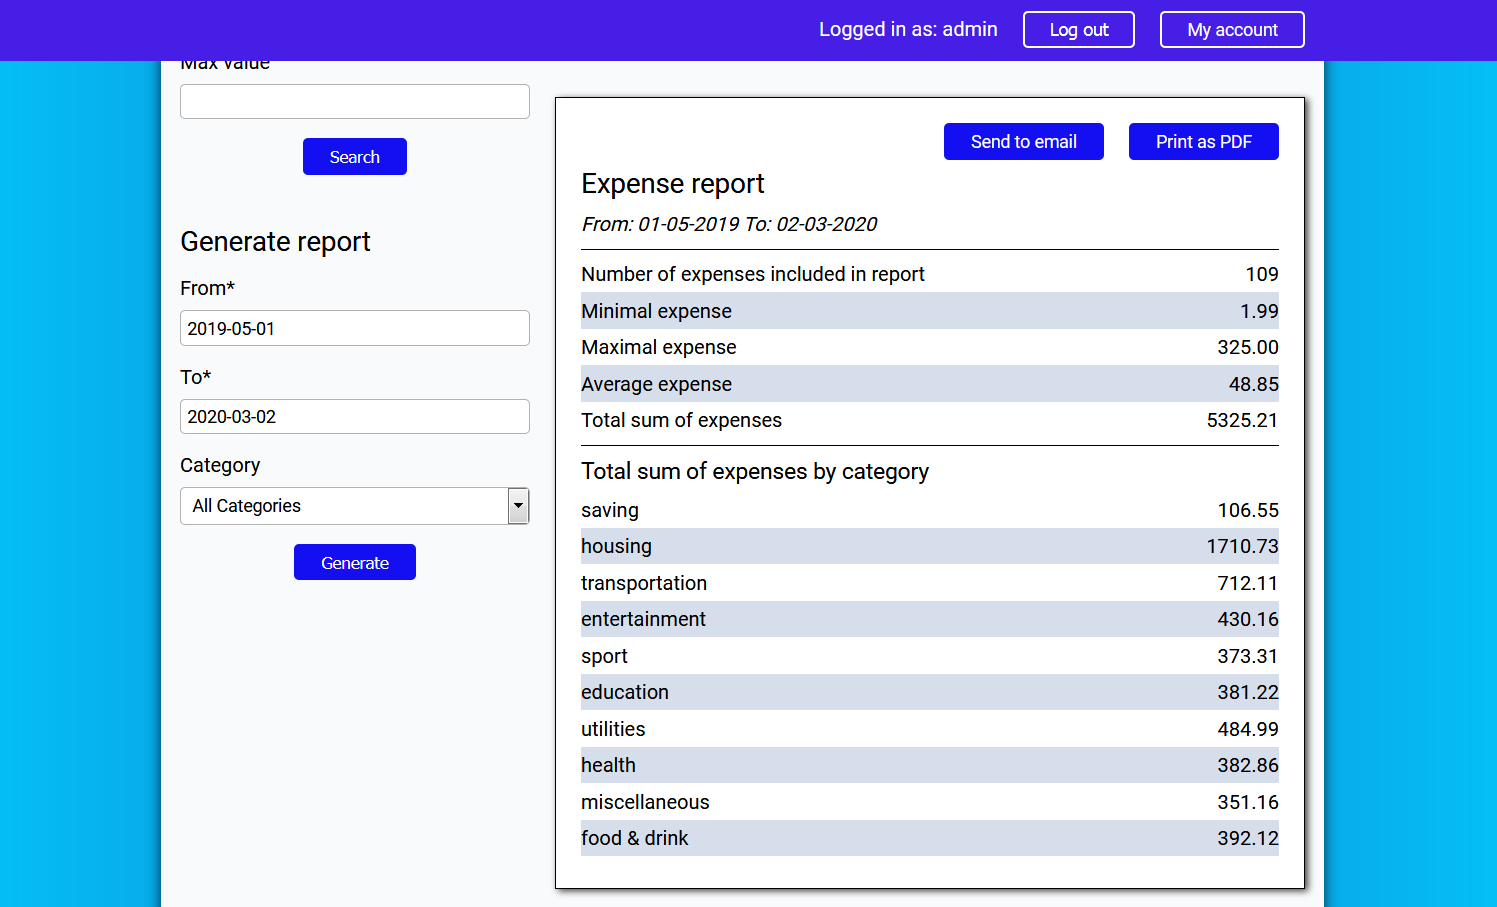 Logged in as: admin
Log out
My account
Max value
Search
Generate report
From*
2019-05-01
To*
2020-03-02
Category
All Categories
Generate
Send to email
Print as PDF
Expense report
From: 01-05-2019 To: 02-03-2020
Number of expenses included in report 109
Minimal expense 1.99
Maximal expense 325.00
Average expense 48.85
Total sum of expenses 5325.21
Total sum of expenses by category
saving 106.55
housing 1710.73
transportation 712.11
entertainment 430.16
sport 373.31
education 381.22
utilities 484.99
health 382.86
miscellaneous 351.16
food & drink 392.12